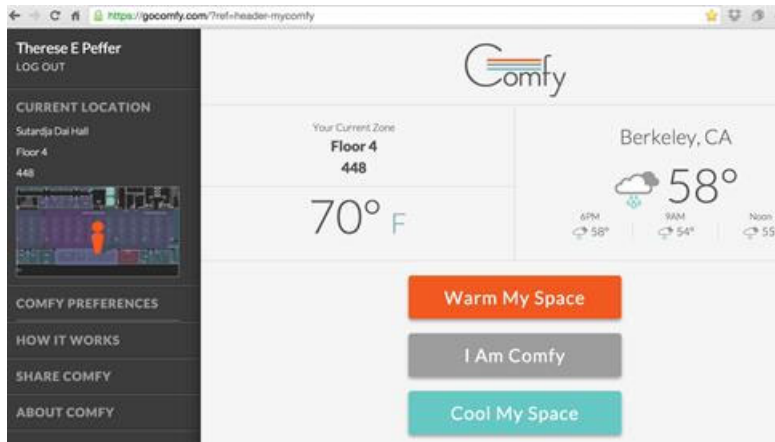 https://gocomfy.com/?ref=header-mycomfy
Therese E Peffer
LOG OUT
CURRENT LOCATION
Sutardja Dai Hall
Floor 4
448
COMFY PREFERENCES
HOW IT WORKS
SHARE COMFY
ABOUT COMFY
Comfy
Your Current Zone
Floor 4
448
70° F
Berkeley, CA
58°
6PM 9AM Noon
58° 54° 55
Warm My Space
I Am Comfy
Cool My Space